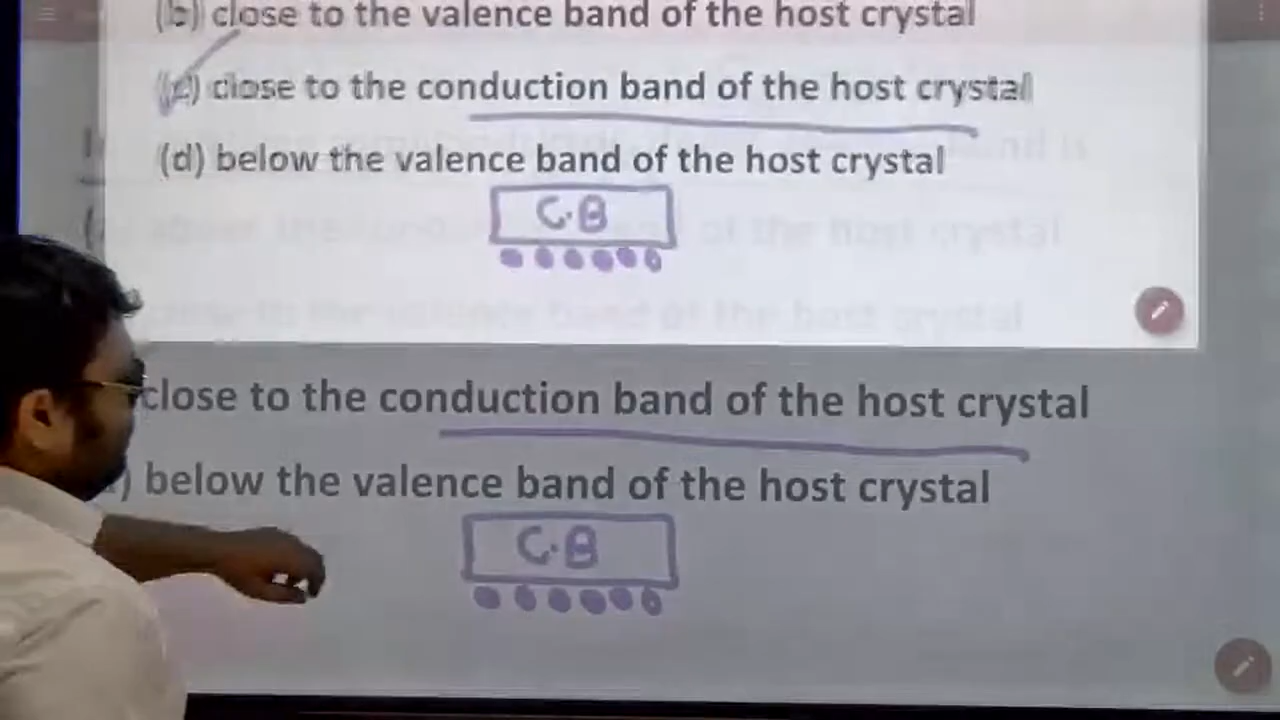 (b) close to the valence band of the host crystal
(c) close to the conduction band of the host crystal
(d) below the valence band of the host crystal
C.B
close to the conduction band of the host crystal
) below the valence band of the host crystal
C.B